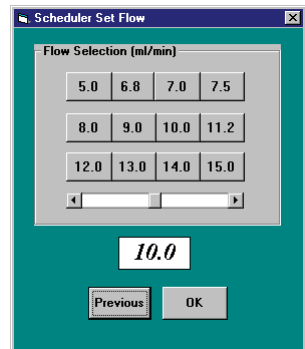 Scheduler Set Flow
Flow Selection (ml/min)
5.0 6.8 7.0 7.5
8.0 9.0 10.0 11.2
12.0 13.0 14.0 15.0
10.0
Previous OK